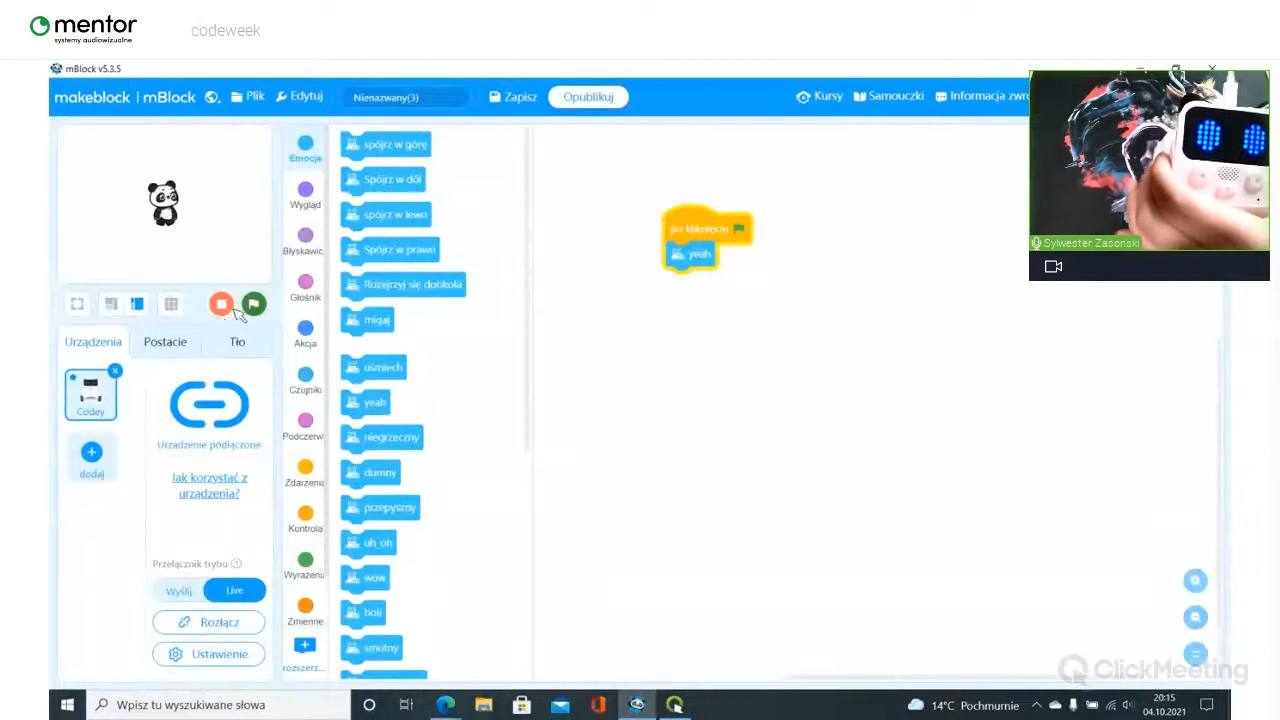 mentor
systemy audiowizualne
codeweek
mBlock v5.3.5
makeblock | mBlock
Plik
Edytuj
Nienazwany(3)
Zapisz
Opublikuj
Kursy
Samouczki
Informacja zwro
Emocje
Wygląd
Błyskawic
Głośnik
Akcja
Czujniki
Podczerw
Zdarzenia
Kontrola
Wyrażenia
Zmienne
rozszerz...
spójrz w górę
Spójrz w dół
spójrz w lewo
Spójrz w prawo
Rozejrzyj się dookoła
migaj
uśmiech
yeah
niegrzeczny
dumny
przepyszny
uh_oh
wow
boli
smutny
po kliknięciu
yeah
Sylwester Zasonski
Urządzenia
Postacie
Tło
Codey
dodaj
Urządzenie podłączone
Jak korzystać z
urządzenia?
Przełącznik trybu
Wyślij
Live
Rozłącz
Ustawienie
ClickMeeting
Wpisz tu wyszukiwane słowa
14°C Pochmurnie
20:15
04.10.2021